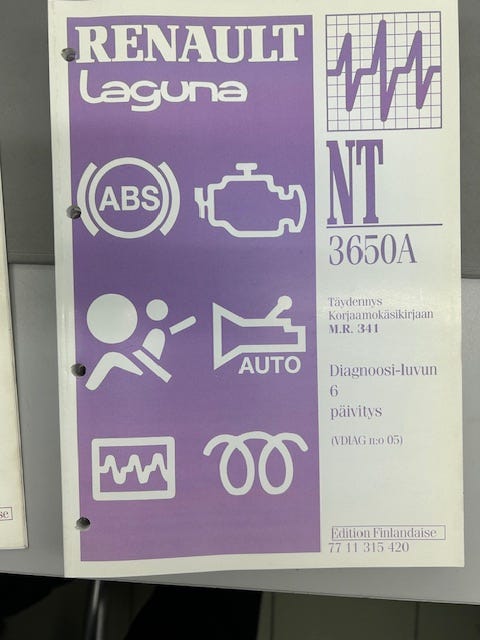 RENAULT
Laguna
ABS
AUTO
NT
3650A
Täydennys
Korjaamokäsikirjaan
M.R. 341
Diagnoosi-luvun
6
päivitys
(VDIAG n:o 05)
Edition Finlandaise
77 11 315 420
se